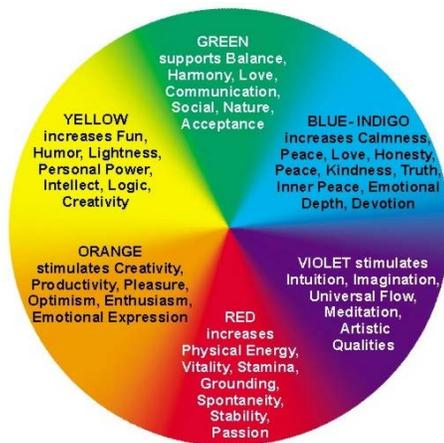 GREEN
supports Balance,
Harmony, Love,
Communication,
Social, Nature,
Acceptance
BLUE-INDIGO
increases Calmness,
Peace, Love, Honesty,
Peace, Kindness, Truth,
Inner Peace, Emotional
Depth, Devotion
VIOLET stimulates
Intuition, Imagination,
Universal Flow,
Meditation,
Artistic
Qualities
RED
increases
Physical Energy,
Vitality, Stamina,
Grounding,
Spontaneity,
Stability,
Passion
ORANGE
stimulates Creativity,
Productivity, Pleasure,
Optimism, Enthusiasm,
Emotional Expression
YELLOW
increases Fun,
Humor, Lightness,
Personal Power,
Intellect, Logic,
Creativity